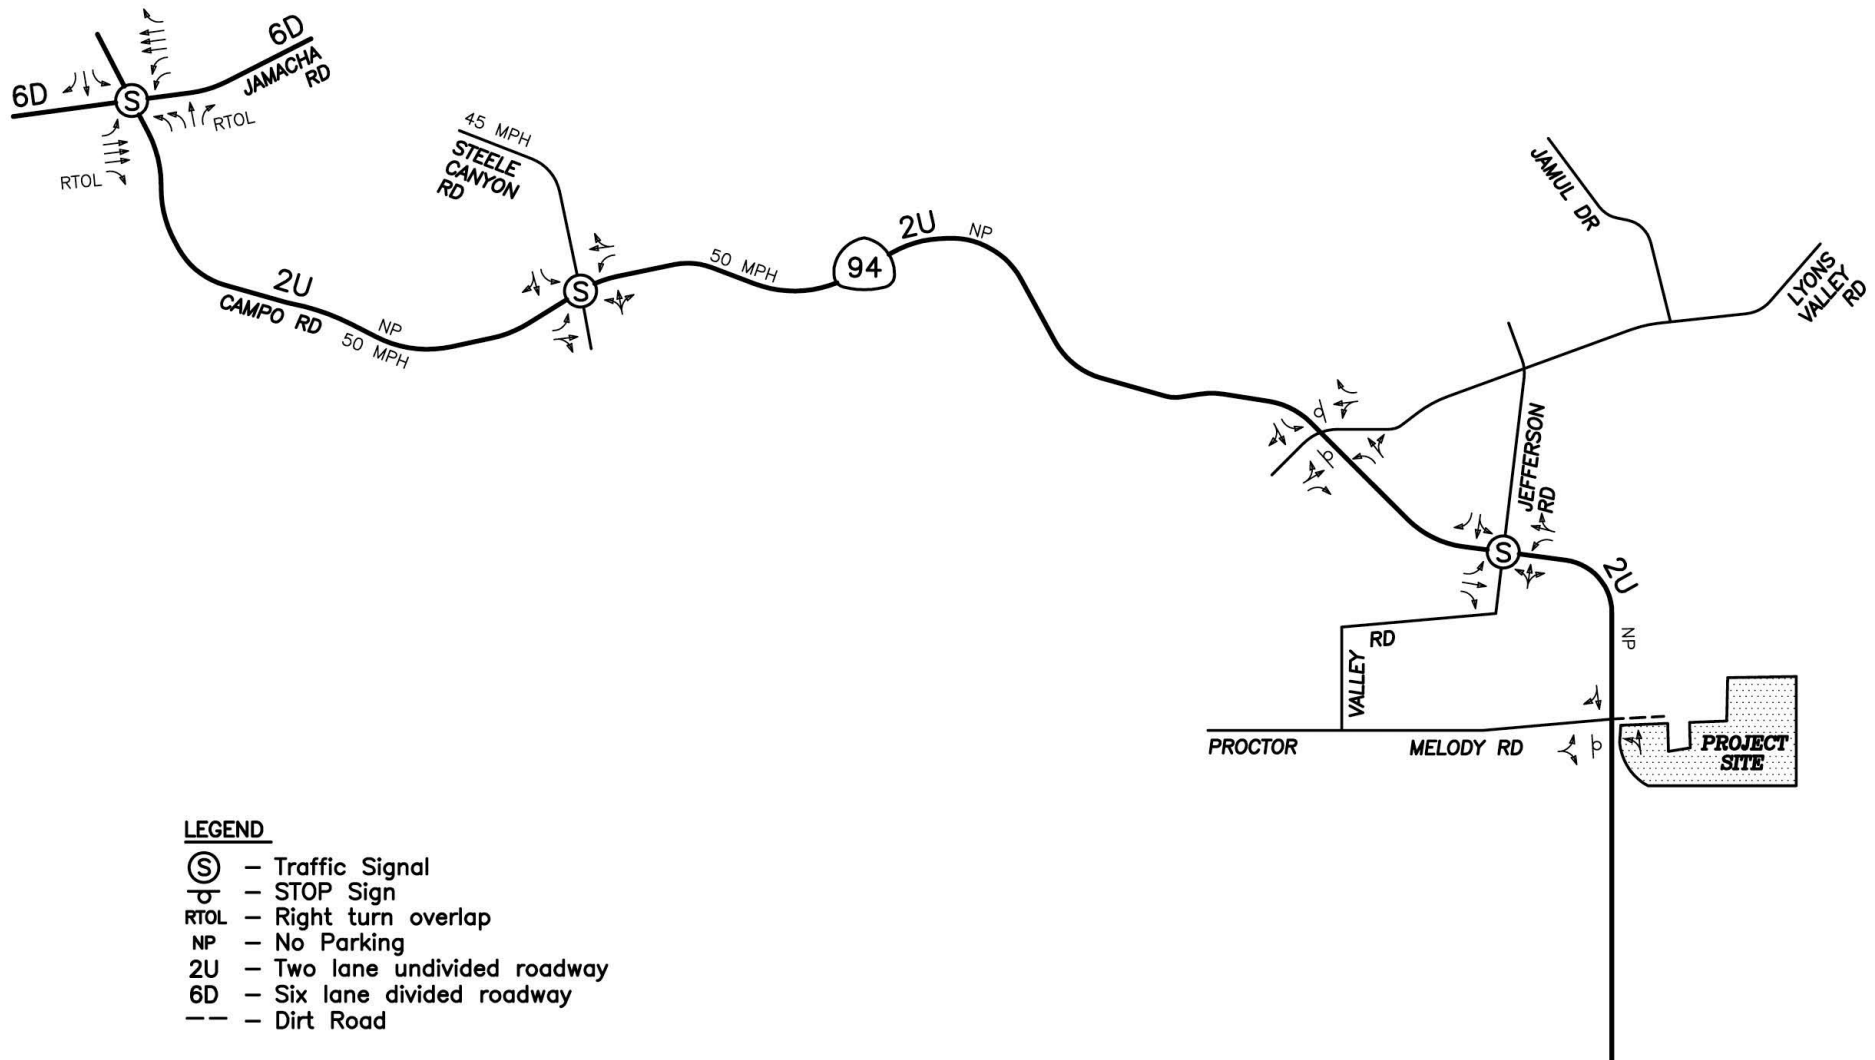 6D
6D
JAMACHA
RD
S
RTOL
RTOL
45 MPH
STEELE
CANYON
RD
S
2U
CAMPO RD
NP
50 MPH
50 MPH
94
2U
NP
JAMUL DR
LYONS
VALLEY
RD
JEFFERSON
RD
S
2U
NP
RD
VALLEY
PROCTOR
MELODY RD
PROJECT
SITE
LEGEND
S – Traffic Signal
– STOP Sign
RTOL – Right turn overlap
NP – No Parking
2U – Two lane undivided roadway
6D – Six lane divided roadway
– Dirt Road